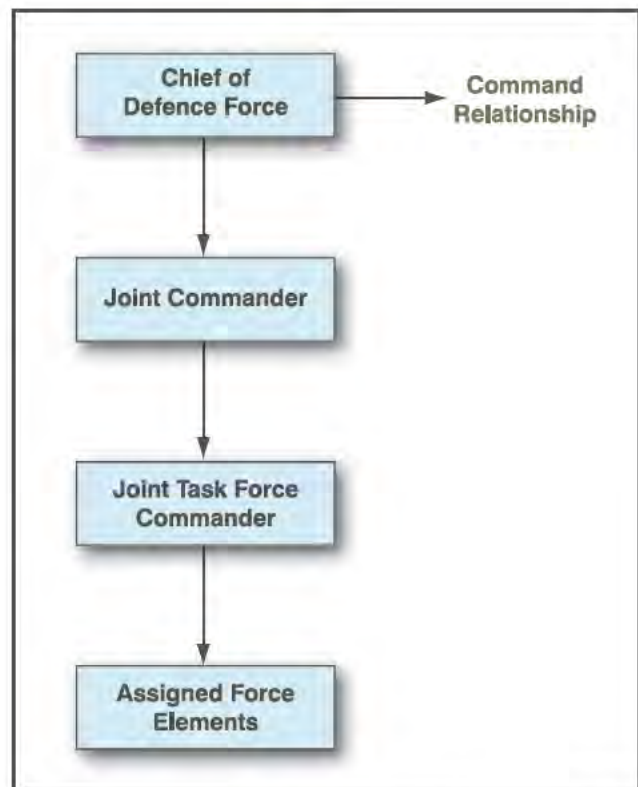 Chief of
Defence Force
Command
Relationship
Joint Commander
Joint Task Force
Commander
Assigned Force
Elements